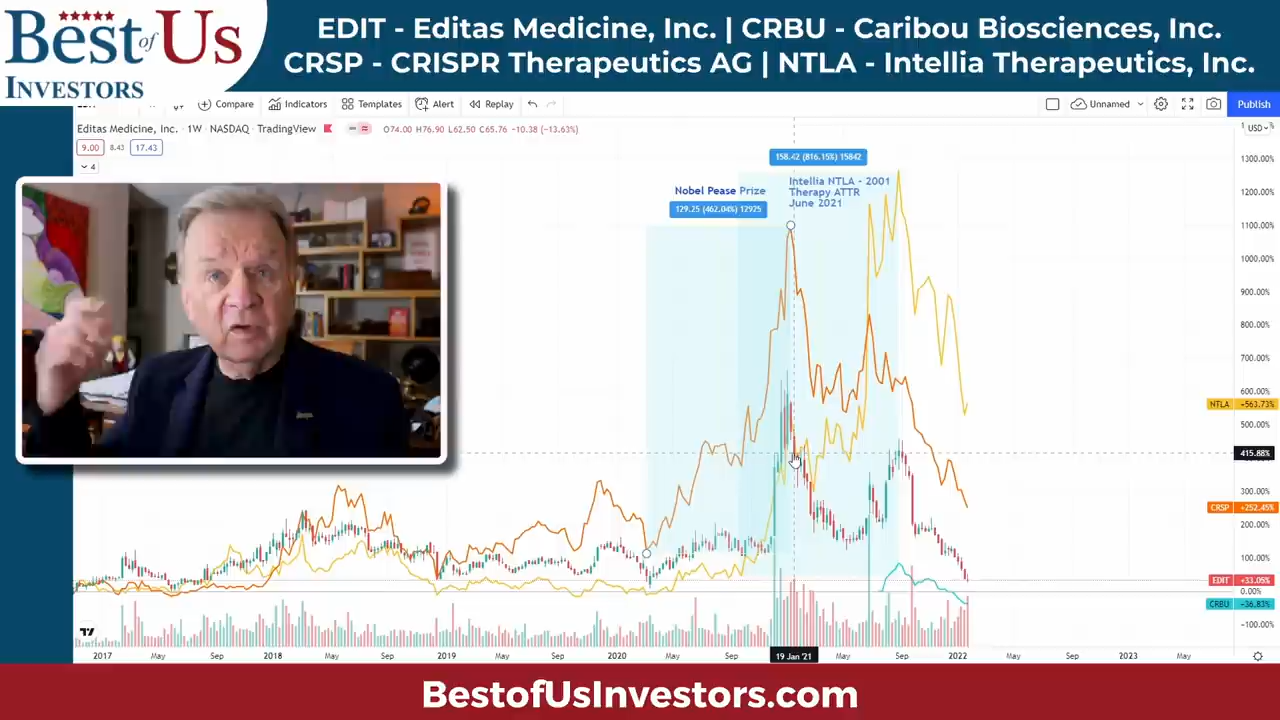 Best of Us
INVESTORS
EDIT - Editas Medicine, Inc. | CRBU - Caribou Biosciences, Inc.
CRSP - CRISPR Therapeutics AG | NTLA - Intellia Therapeutics, Inc.
Compare Indicators Templates Alert Replay Unnamed Publish
Editas Medicine, Inc. · 1W · NASDAQ · TradingView O74.00 H76.90 L62.50 C65.76 −10.38 (−13.63%)
USD
9.00 8.43 17.43
4
158.42 (816.15%) 15842
Nobel Pease Prize
129.25 (462.04%) 12925
Intellia NTLA - 2001
Therapy ATTR
June 2021
1300.00%
1200.00%
1100.00%
1000.00%
900.00%
800.00%
700.00%
600.00%
NTLA +563.73%
500.00%
415.88%
300.00%
CRSP +252.45%
200.00%
100.00%
EDIT +33.05%
0.00%
CRBU −36.83%
−100.00%
2017 May Sep 2018 May Sep 2019 May Sep 2020 May Sep 19 Jan '21 May Sep 2022 May Sep 2023 May
BestofUsInvestors.com